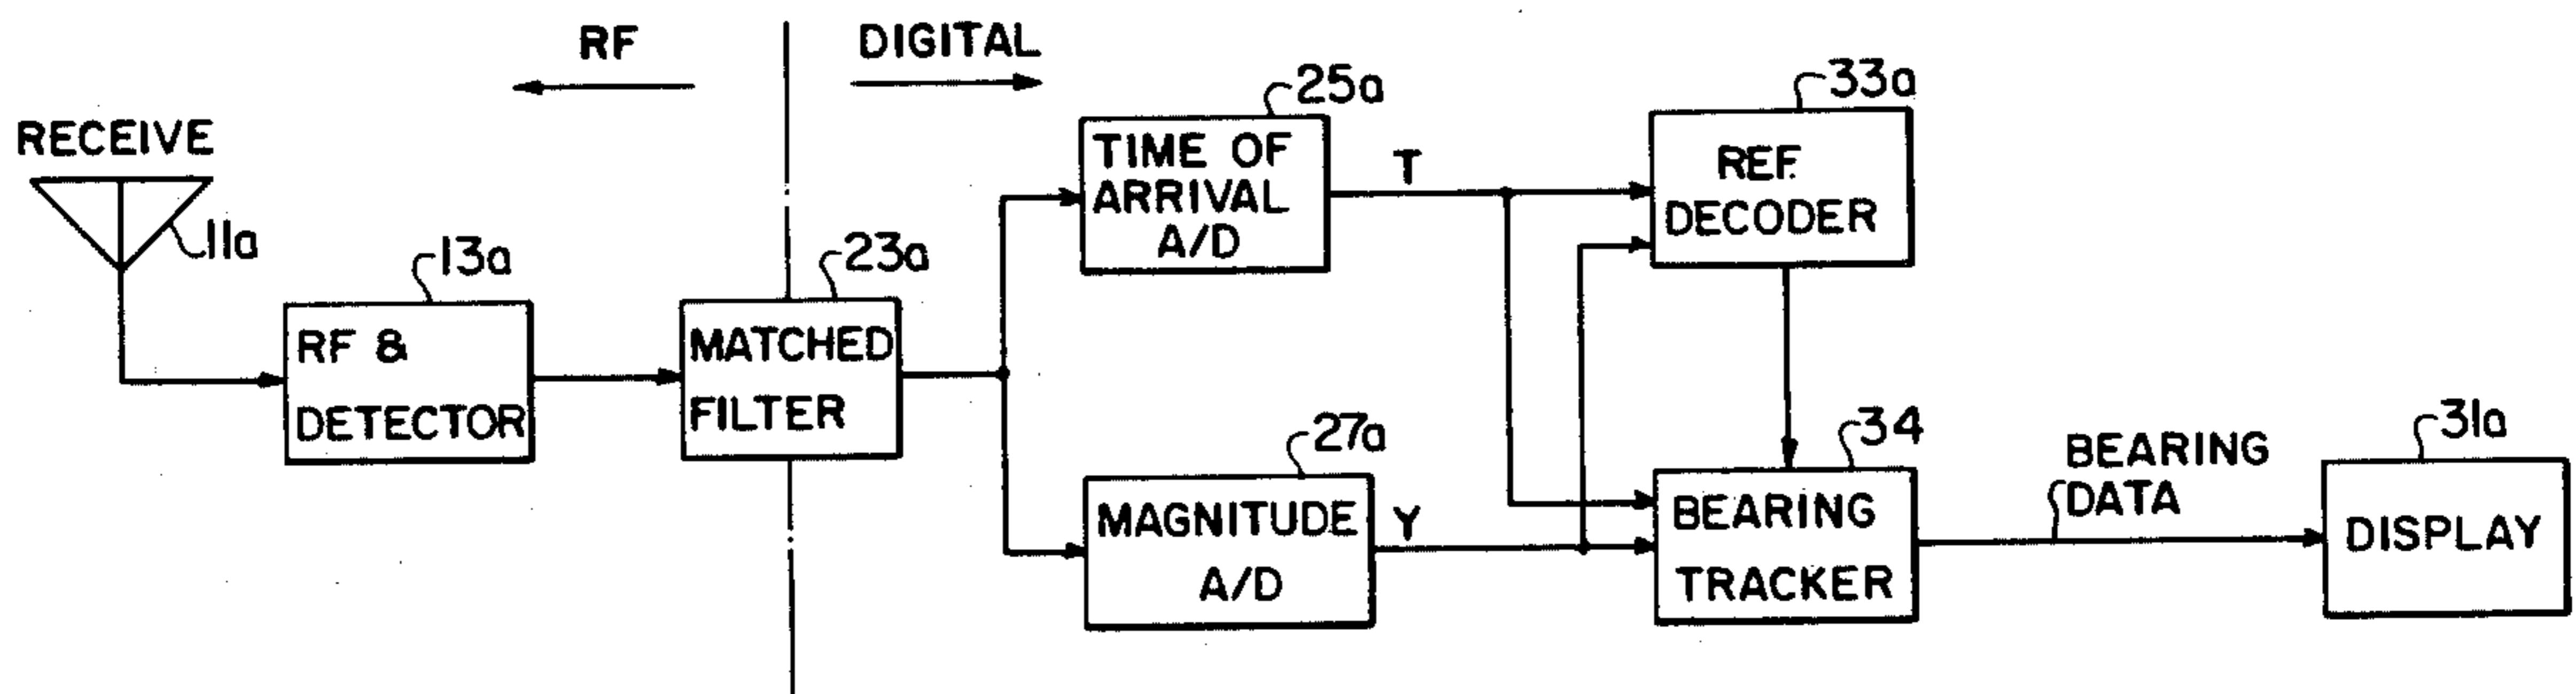 RF
DIGITAL
RECEIVE
11a
13a
RF &
DETECTOR
23a
MATCHED
FILTER
25a
TIME OF
ARRIVAL
A/D
T
33a
REF.
DECODER
27a
MAGNITUDE
A/D
Y
34
BEARING
TRACKER
BEARING
DATA
31a
DISPLAY